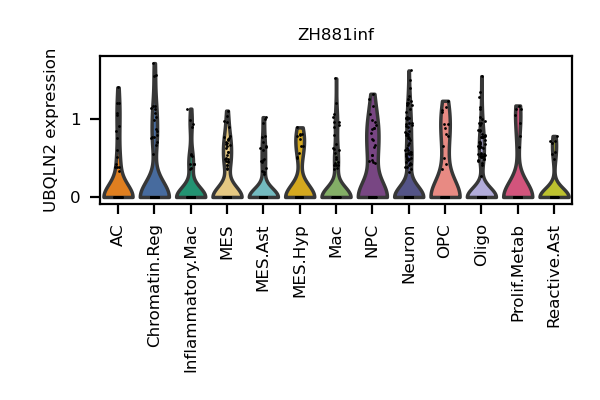 ZH881inf
UBQLN2 expression
1
0
AC
Chromatin.Reg
Inflammatory.Mac
MES
MES.Ast
MES.Hyp
Mac
NPC
Neuron
OPC
Oligo
Prolif.Metab
Reactive.Ast